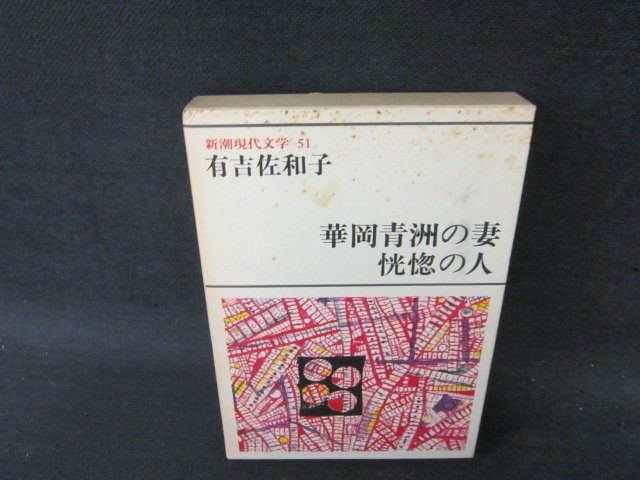 新潮現代文学 51
有吉佐和子
華岡青洲の妻
恍惚の人